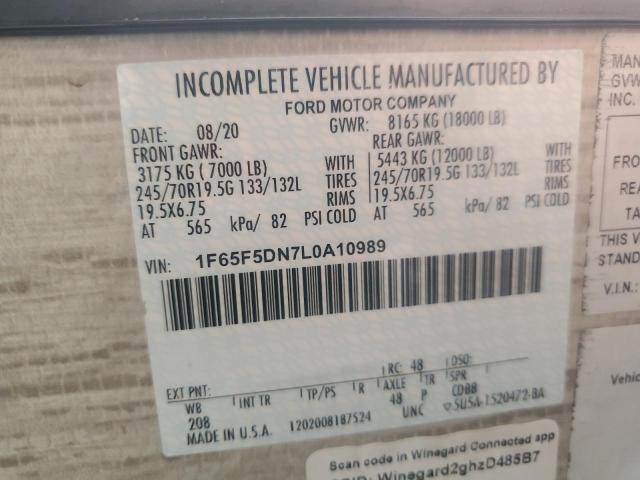 INCOMPLETE VEHICLE MANUFACTURED BY
FORD MOTOR COMPANY
DATE: 08/20 GVWR: 8165 KG (18000 LB)
FRONT GAWR: REAR GAWR:
3175 KG ( 7000 LB) WITH 5443 KG (12000 LB) WITH
245/70R19.5G 133/132L TIRES 245/70R19.5G 133/132L TIRES
19.5X6.75 RIMS 19.5X6.75 RIMS
AT 565 kPa/ 82 PSI COLD AT 565 kPa/ 82 PSI COLD
VIN: 1F65F5DN7L0A10989
EXT PNT: RC: 48 DSO:
WB INT TR TP/PS R AXLE TR SPR
208 48 P CD88
MADE IN U.S.A. 1202008187524 UNC ▽5U5A-1520472-BA
Scan code in Winegard Connected app
Winegard2ghzD485B7
MAN
GVW
INC.
FRO
REA
TA
THIS V
STAND
V.I.N.:
Vehic